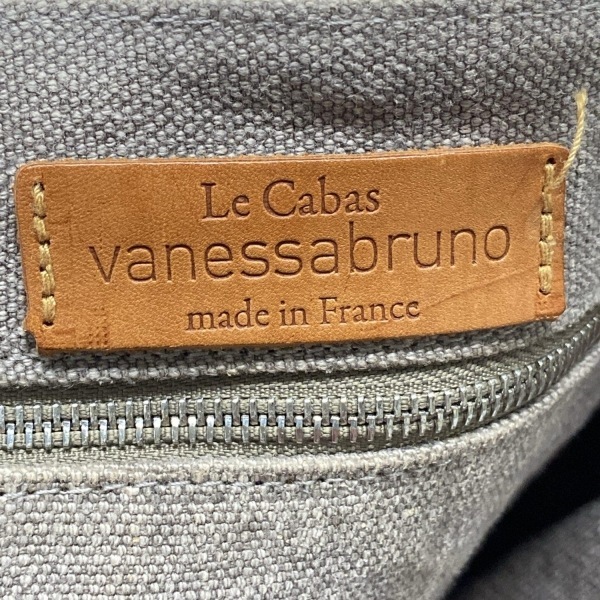 Le Cabas
vanessabruno
made in France